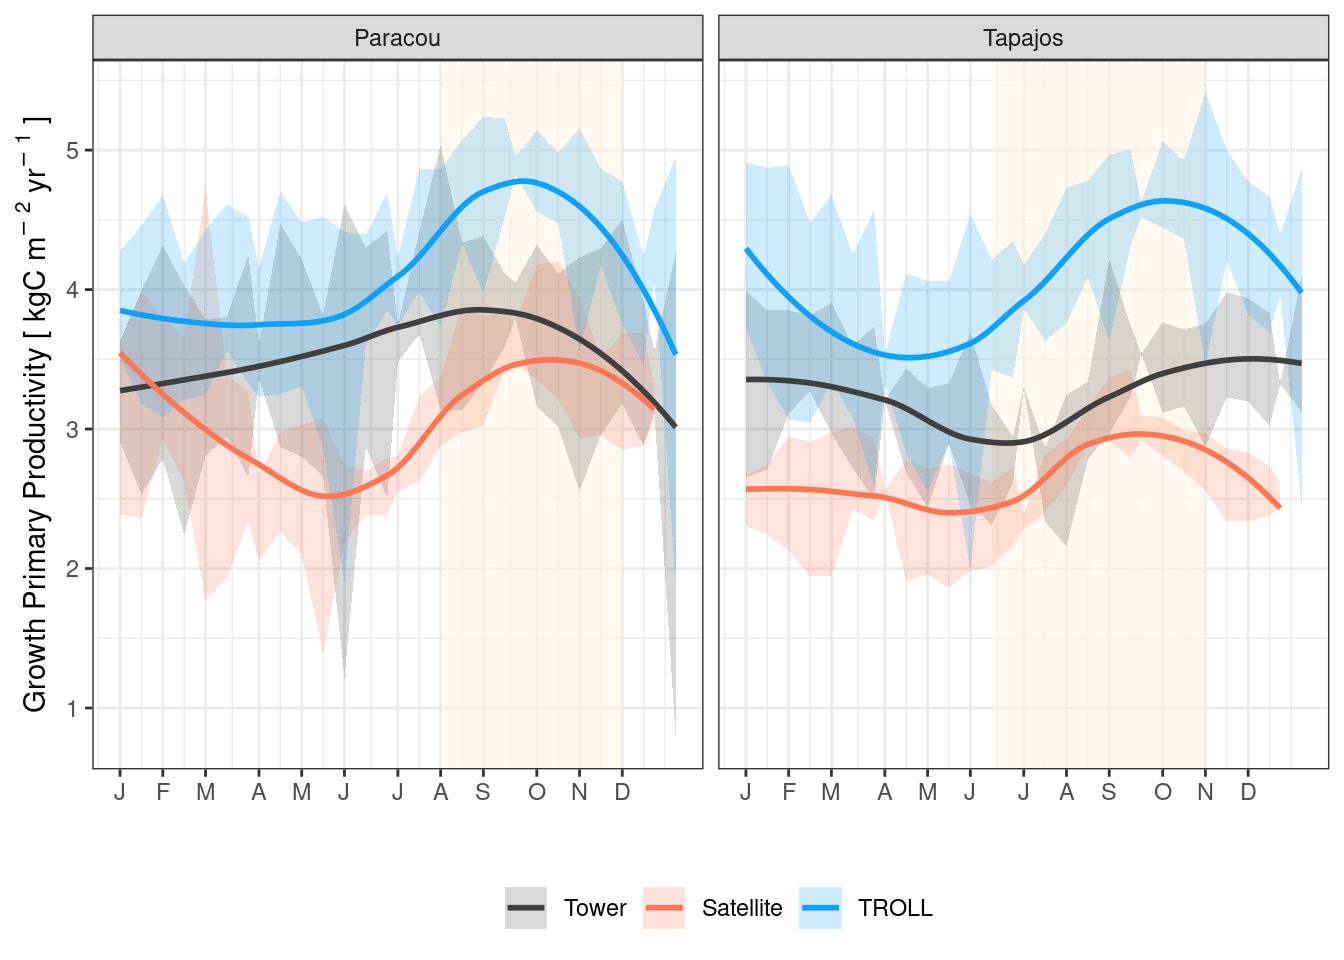 Paracou
Tapajos
Growth Primary Productivity [ kgC m⁻² yr⁻¹ ]
5
4
3
2
1
J F M A M J J A S O N D
J F M A M J J A S O N D
Tower Satellite TROLL